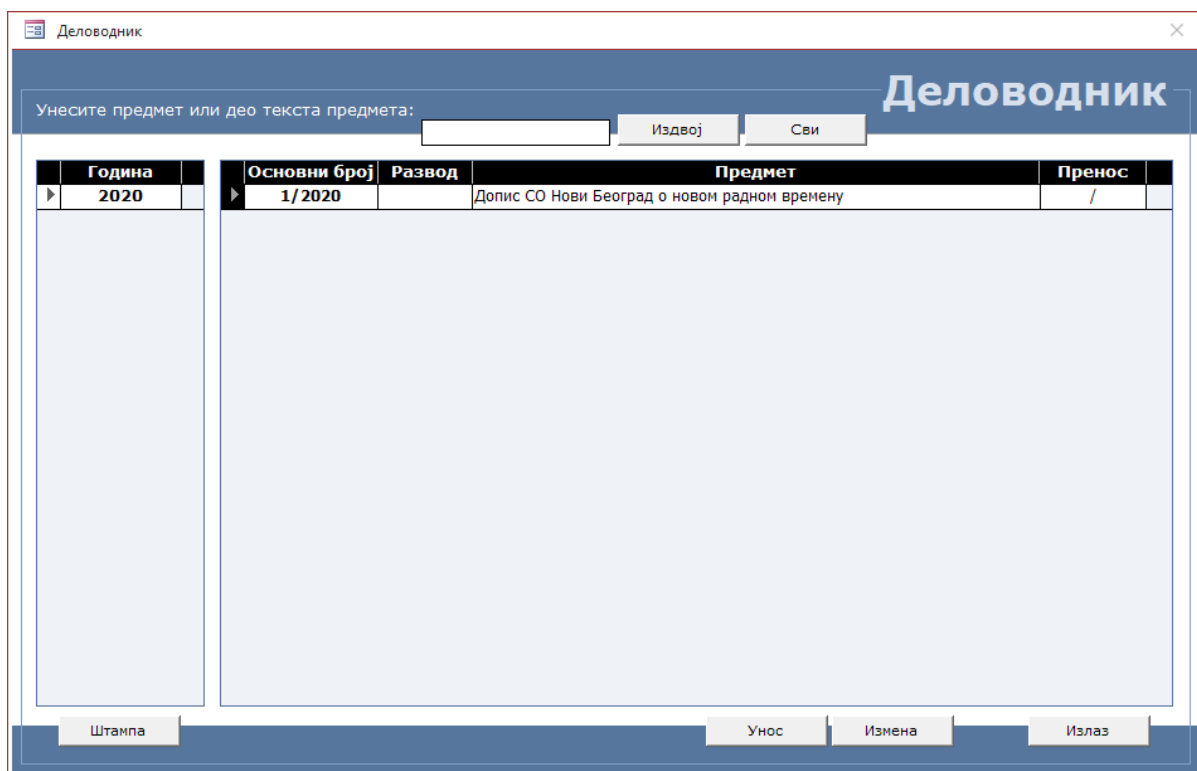 Деловодник
Деловодник
Унесите предмет или део текста предмета:
Издвој Сви
Година Основни број Развод Предмет Пренос
2020 1/2020 Допис СО Нови Београд о новом радном времену /
Штампа Унос Измена Излаз